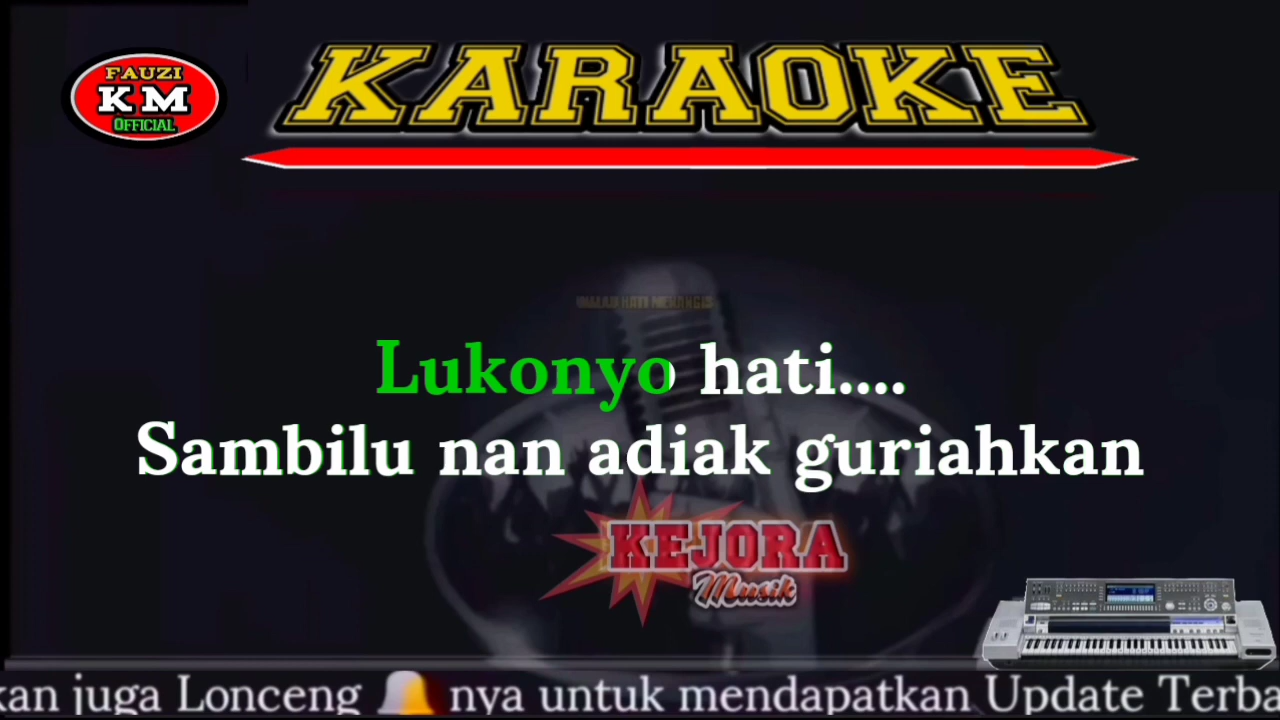 KARAOKE
FAUZI
KM
OFFICIAL
Lukonyo hati....
Sambilu nan adiak guriahkan
KEJORA
Musik
kan juga Lonceng 🔔 nya untuk mendapatkan Update Terba